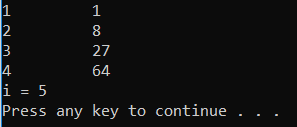 1 1
2 8
3 27
4 64
i = 5
Press any key to continue . . .